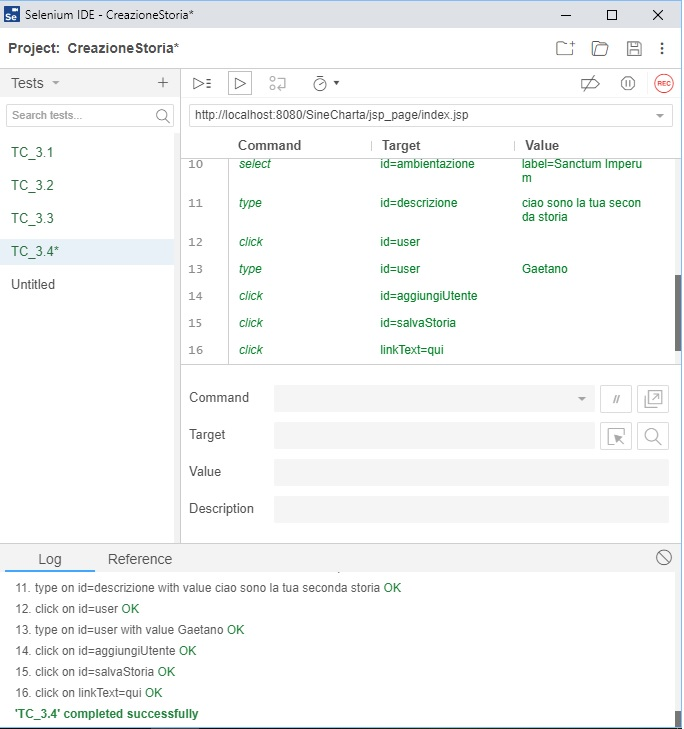 Se Selenium IDE - CreazioneStoria*
Project: CreazioneStoria*
Tests
REC
Search tests...
http://localhost:8080/SineCharta/jsp_page/index.jsp
Command Target Value
TC_3.1
TC_3.2
TC_3.3
TC_3.4*
Untitled
10 select id=ambientazione label=Sanctum Imperu
m
11 type id=descrizione ciao sono la tua secon
da storia
12 click id=user
13 type id=user Gaetano
14 click id=aggiungiUtente
15 click id=salvaStoria
16 click linkText=qui
Command
//
Target
Value
Description
Log Reference
11. type on id=descrizione with value ciao sono la tua seconda storia OK
12. click on id=user OK
13. type on id=user with value Gaetano OK
14. click on id=aggiungiUtente OK
15. click on id=salvaStoria OK
16. click on linkText=qui OK
'TC_3.4' completed successfully